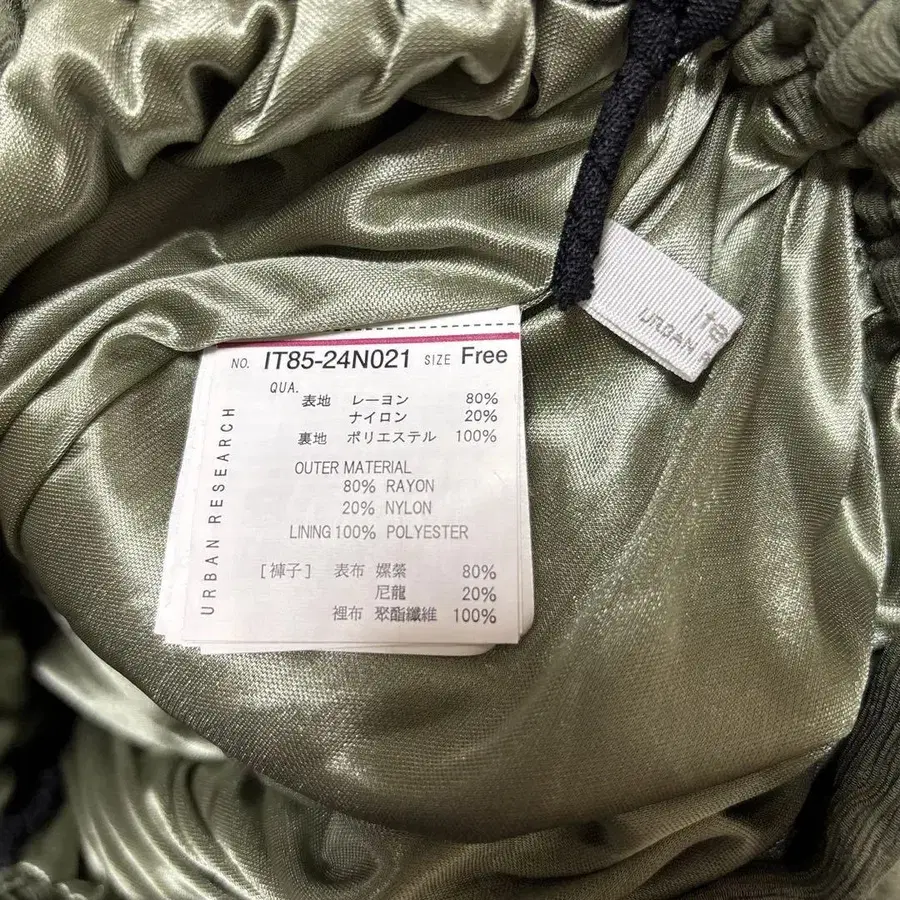 NO. IT85-24N021 SIZE Free
QUA.
表地 レーヨン 80%
ナイロン 20%
裏地 ポリエステル 100%
OUTER MATERIAL
80% RAYON
20% NYLON
LINING 100% POLYESTER
[褲子] 表布 嫘縈 80%
尼龍 20%
裡布 聚酯纖維 100%
URBAN RESEARCH
URBAN